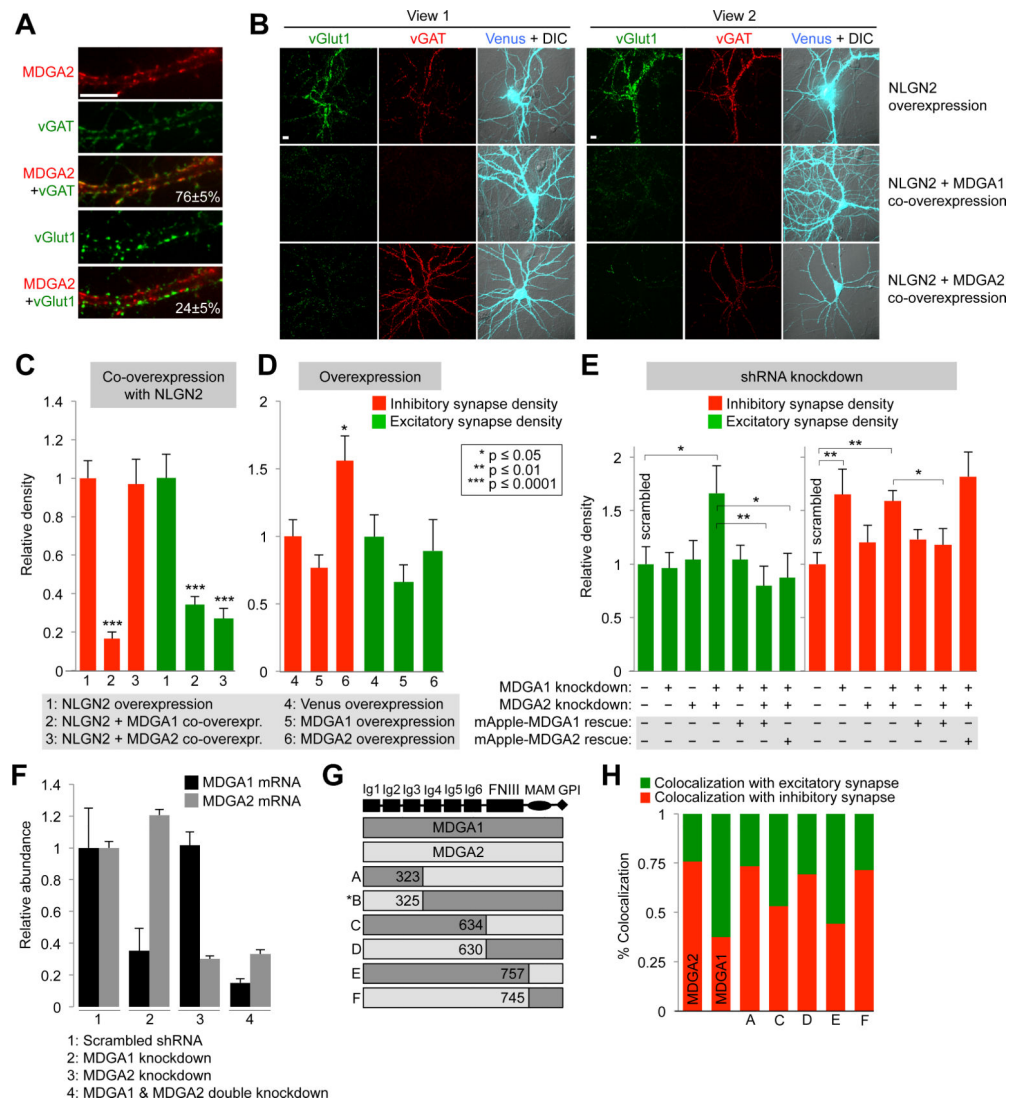 A
MDGA2
vGAT
MDGA2
+vGAT
76±5%
vGlut1
MDGA2
+vGlut1
24±5%
B
View 1
View 2
vGlut1 vGAT Venus + DIC
vGlut1 vGAT Venus + DIC
NLGN2
overexpression
NLGN2 + MDGA1
co-overexpression
NLGN2 + MDGA2
co-overexpression
C
Co-overexpression
with NLGN2
Relative density
1.4
1.2
1
0.8
0.6
0.4
0.2
0
***
***
***
1 2 3 1 2 3
D
Overexpression
Inhibitory synapse density
Excitatory synapse density
* p ≤ 0.05
** p ≤ 0.01
*** p ≤ 0.0001
2
1.5
1
0.5
0
*
4 5 6 4 5 6
1: NLGN2 overexpression
2: NLGN2 + MDGA1 co-overexpr.
3: NLGN2 + MDGA2 co-overexpr.
4: Venus overexpression
5: MDGA1 overexpression
6: MDGA2 overexpression
E
shRNA knockdown
Inhibitory synapse density
Excitatory synapse density
Relative density
2
1.5
1
0.5
0
scrambled
*
*
**
scrambled
**
**
*
MDGA1 knockdown: – + – + + + + – + – + + + +
MDGA2 knockdown: – – + + – + + – – + + – + +
mApple-MDGA1 rescue: – – – – + + – – – – – + + –
mApple-MDGA2 rescue: – – – – – – + – – – – – – +
F
MDGA1 mRNA
MDGA2 mRNA
Relative abundance
1.4
1.2
1
0.8
0.6
0.4
0.2
0
1 2 3 4
1: Scrambled shRNA
2: MDGA1 knockdown
3: MDGA2 knockdown
4: MDGA1 & MDGA2 double knockdown
G
Ig1 Ig2 Ig3 Ig4 Ig5 Ig6 FNIII MAM GPI
MDGA1
MDGA2
A 323
*B 325
C 634
D 630
E 757
F 745
H
Colocalization with excitatory synapse
Colocalization with inhibitory synapse
% Colocalization
1
0.75
0.5
0.25
0
MDGA2
MDGA1
A C D E F